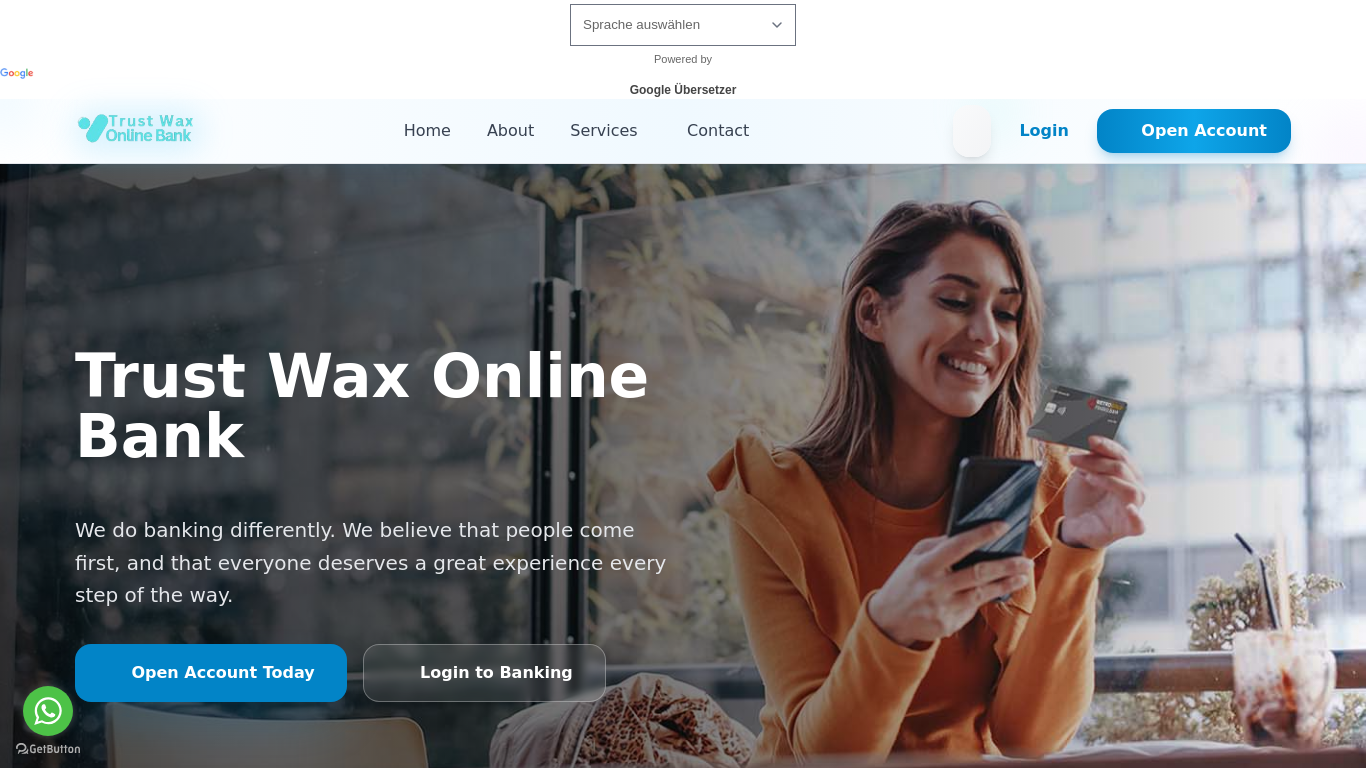 Sprache auswählen
Powered by
Google
Google Übersetzer
Trust Wax
Online Bank
Home
About
Services
Contact
Login
Open Account
Trust Wax Online
Bank
We do banking differently. We believe that people come
first, and that everyone deserves a great experience every
step of the way.
Open Account Today
Login to Banking
GetButton